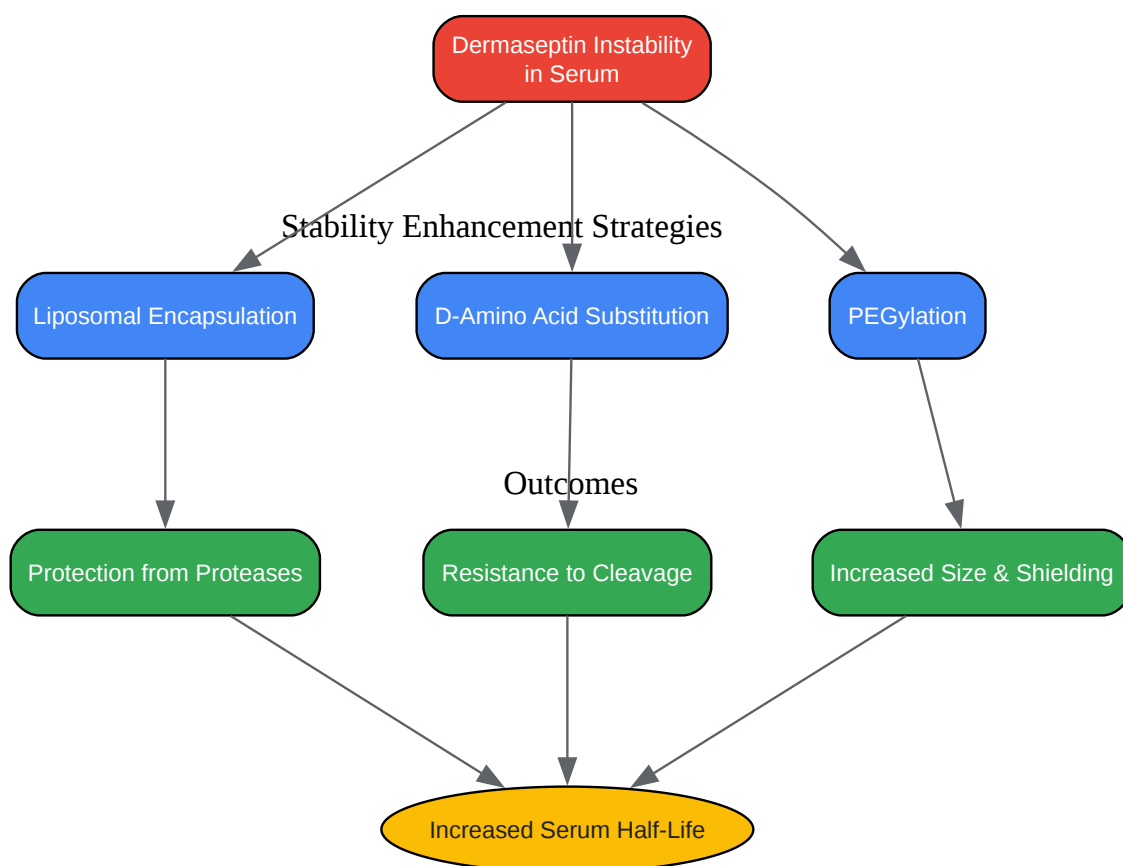 Dermaseptin Instability
in Serum
Stability Enhancement Strategies
Liposomal Encapsulation
D-Amino Acid Substitution
PEGylation
Outcomes
Protection from Proteases
Resistance to Cleavage
Increased Size & Shielding
Increased Serum Half-Life